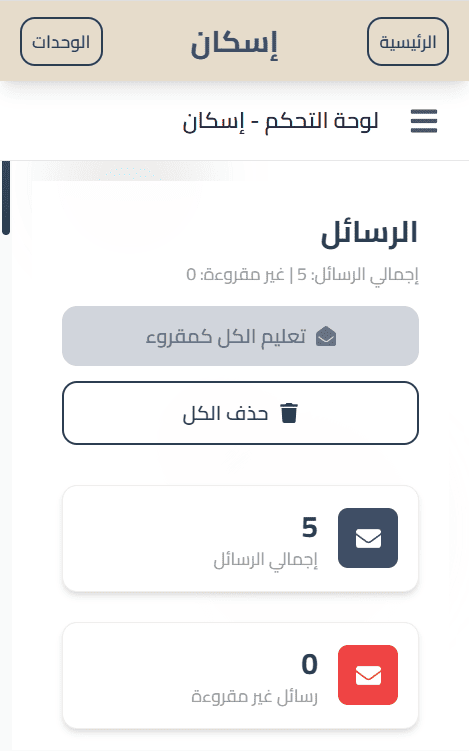 الرئيسية
إسكان
الوحدات
لوحة التحكم - إسكان
الرسائل
إجمالي الرسائل: 5 | غير مقروءة: 0
تعليم الكل كمقروء
حذف الكل
5
إجمالي الرسائل
0
رسائل غير مقروءة